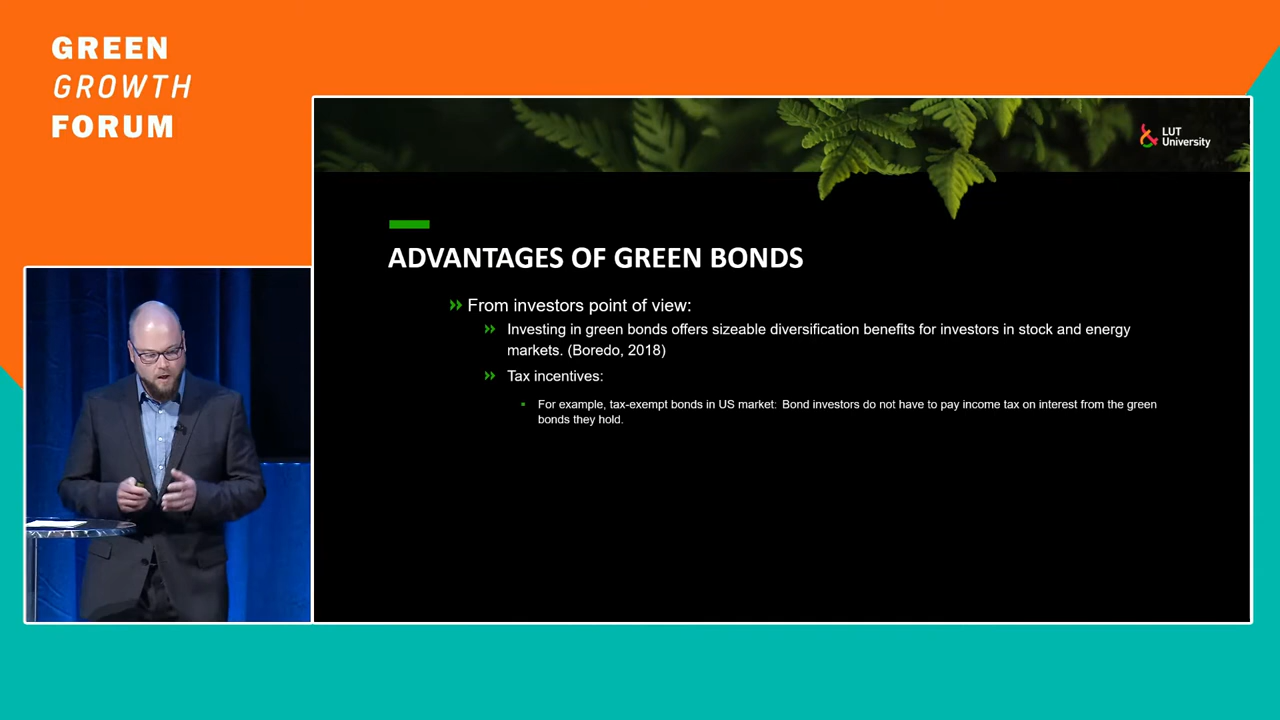 GREEN
GROWTH
FORUM
LUT
University
ADVANTAGES OF GREEN BONDS
From investors point of view:
Investing in green bonds offers sizeable diversification benefits for investors in stock and energy
markets. (Boredo, 2018)
Tax incentives:
For example, tax-exempt bonds in US market: Bond investors do not have to pay income tax on interest from the green
bonds they hold.